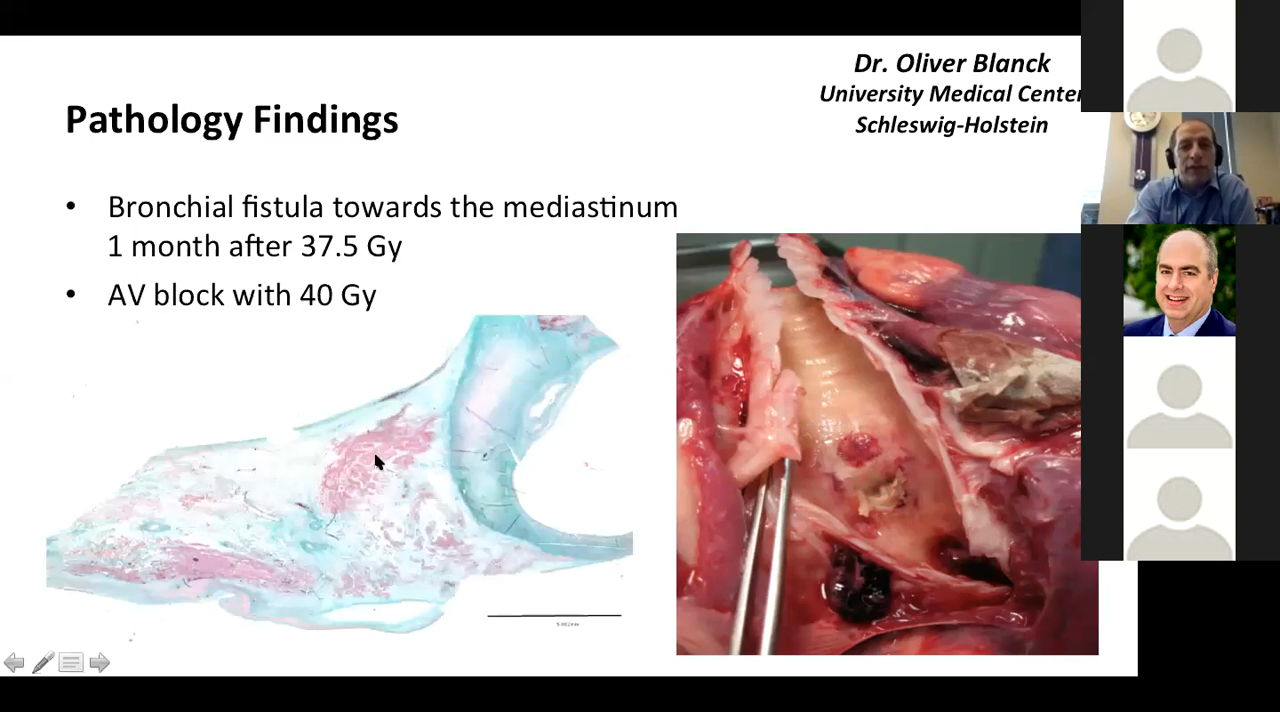 Dr. Oliver Blanck
University Medical Center
Schleswig-Holstein
Pathology Findings
• Bronchial fistula towards the mediastinum
1 month after 37.5 Gy
• AV block with 40 Gy